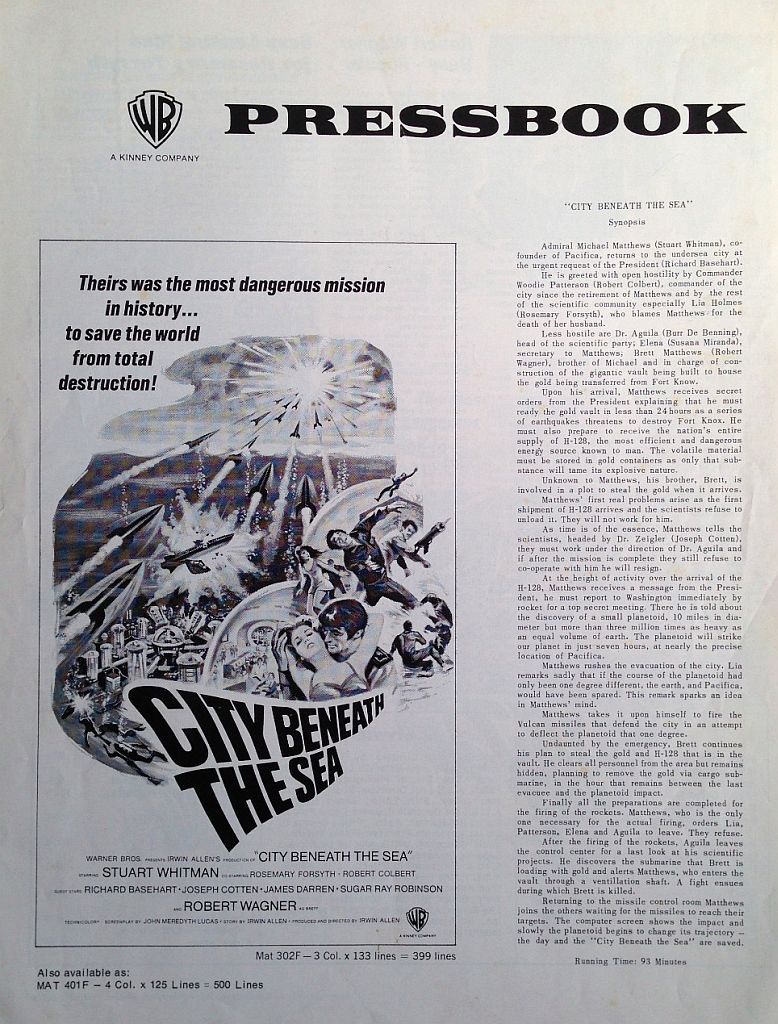 WB
A KINNEY COMPANY
PRESSBOOK
Theirs was the most dangerous mission
in history...
to save the world
from total
destruction!
CITY BENEATH
THE SEA
WARNER BROS. PRESENTS IRWIN ALLEN'S PRODUCTION OF "CITY BENEATH THE SEA"
STARRING STUART WHITMAN CO-STARRING ROSEMARY FORSYTH · ROBERT COLBERT
GUEST STARS RICHARD BASEHART · JOSEPH COTTEN · JAMES DARREN · SUGAR RAY ROBINSON
AND ROBERT WAGNER AS BRETT
TECHNICOLOR® SCREENPLAY BY JOHN MEREDYTH LUCAS / STORY BY IRWIN ALLEN / PRODUCED AND DIRECTED BY IRWIN ALLEN
WB
A KINNEY COMPANY
Mat 302F — 3 Col. x 133 lines = 399 lines
Also available as:
MAT 401F — 4 Col. x 125 Lines = 500 Lines
"CITY BENEATH THE SEA"
Synopsis
Admiral Michael Matthews (Stuart Whitman), co-
founder of Pacifica, returns to the undersea city at
the urgent request of the President (Richard Basehart).
He is greeted with open hostility by Commander
Woodie Patterson (Robert Colbert), commander of the
city since the retirement of Matthews and by the rest
of the scientific community especially Lia Holmes
(Rosemary Forsyth), who blames Matthews for the
death of her husband.
Less hostile are Dr. Aguila (Burr De Benning),
head of the scientific party; Elena (Susana Miranda),
secretary to Matthews; Brett Matthews (Robert
Wagner), brother of Michael and in charge of con-
struction of the gigantic vault being built to house
the gold being transferred from Fort Know.
Upon his arrival, Matthews receives secret
orders from the President explaining that he must
ready the gold vault in less than 24 hours as a series
of earthquakes threatens to destroy Fort Knox. He
must also prepare to receive the nation's entire
supply of H-128, the most efficient and dangerous
energy source known to man. The volatile material
must be stored in gold containers as only that sub-
stance will tame its explosive nature.
Unknown to Matthews, his brother, Brett, is
involved in a plot to steal the gold when it arrives.
Matthews' first real problems arise as the first
shipment of H-128 arrives and the scientists refuse to
unload it. They will not work for him.
As time is of the essence, Matthews tells the
scientists, headed by Dr. Zeigler (Joseph Cotten),
they must work under the direction of Dr. Aguila and
if after the mission is complete they still refuse to
co-operate with him he will resign.
At the height of activity over the arrival of the
H-128, Matthews receives a message from the Presi-
dent, he must report to Washington immediately by
rocket for a top secret meeting. There he is told about
the discovery of a small planetoid, 10 miles in dia-
meter but more than three million times as heavy as
an equal volume of earth. The planetoid will strike
our planet in just seven hours, at nearly the precise
location of Pacifica.
Matthews rushes the evacuation of the city. Lia
remarks sadly that if the course of the planetoid had
only been one degree different, the earth, and Pacifica,
would have been spared. This remark sparks an idea
in Matthews' mind.
Matthews takes it upon himself to fire the
Vulcan missiles that defend the city in an attempt
to deflect the planetoid that one degree.
Undaunted by the emergency, Brett continues
his plan to steal the gold and H-128 that is in the
vault. He clears all personnel from the area but remains
hidden, planning to remove the gold via cargo sub-
marine, in the hour that remains between the last
evacuee and the planetoid impact.
Finally all the preparations are completed for
the firing of the rockets. Matthews, who is the only
one necessary for the actual firing, orders Lia,
Patterson, Elena and Aguila to leave. They refuse.
After the firing of the rockets, Aguila leaves
the control center for a last look at his scientific
projects. He discovers the submarine that Brett is
loading with gold and alerts Matthews, who enters the
vault through a ventillation shaft. A fight ensues
during which Brett is killed.
Returning to the missile control room Matthews
joins the others waiting for the missiles to reach their
targets. The computer screen shows the impact and
slowly the planetoid begins to change its trajectory —
the day and the "City Beneath the Sea" are saved.
Running Time: 93 Minutes